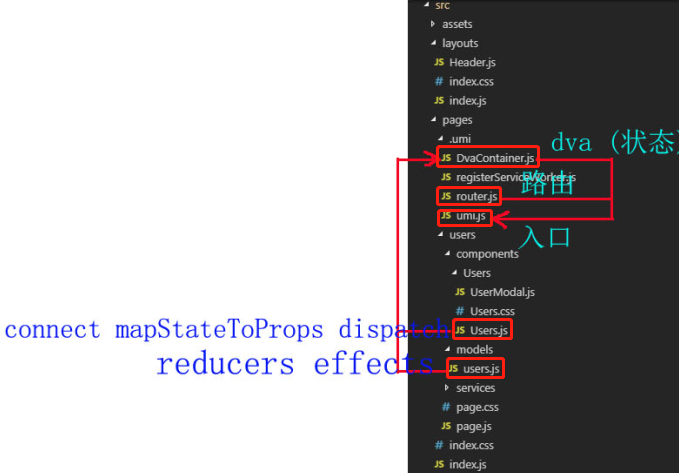 src
assets
layouts
JS Header.js
# index.css
JS index.js
pages
.umi
dva (状态)
JS DvaContainer.js
JS registerServiceWorker.js
路由
JS router.js
JS umi.js
入口
users
components
Users
JS UserModal.js
# Users.css
connect mapStateToProps dispatch
JS Users.js
models
reducers effects
JS users.js
services
# page.css
JS page.js
# index.css
JS index.js